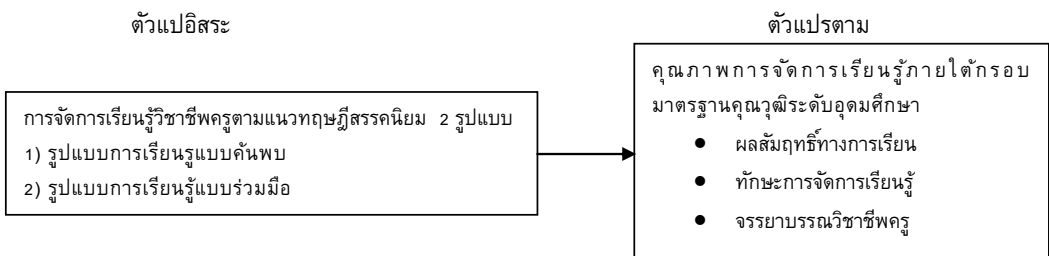 ตัวแปอิสระ
ตัวแปรตาม
การจัดการเรียนรู้วิชาชีพครูตามแนวทฤษฎีสรรคนิยม 2 รูปแบบ
1) รูปแบบการเรียนรูแบบค้นพบ
2) รูปแบบการเรียนรู้แบบร่วมมือ
คุณภาพการจัดการเรียนรู้ภายใต้กรอบ
มาตรฐานคุณวุฒิระดับอุดมศึกษา
● ผลสัมฤทธิ์ทางการเรียน
● ทักษะการจัดการเรียนรู้
● จรรยาบรรณวิชาชีพครู